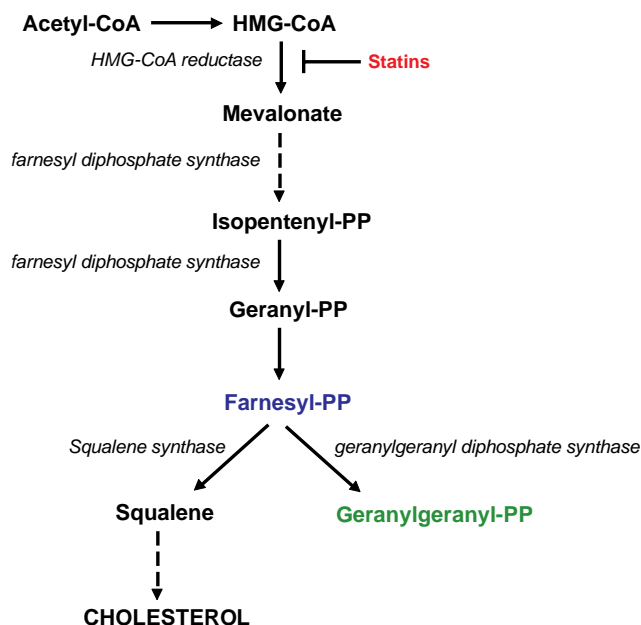 Acetyl-CoA
HMG-CoA
HMG-CoA reductase
Statins
Mevalonate
farnesyl diphosphate synthase
Isopentenyl-PP
farnesyl diphosphate synthase
Geranyl-PP
Farnesyl-PP
Squalene synthase
geranylgeranyl diphosphate synthase
Squalene
Geranylgeranyl-PP
CHOLESTEROL